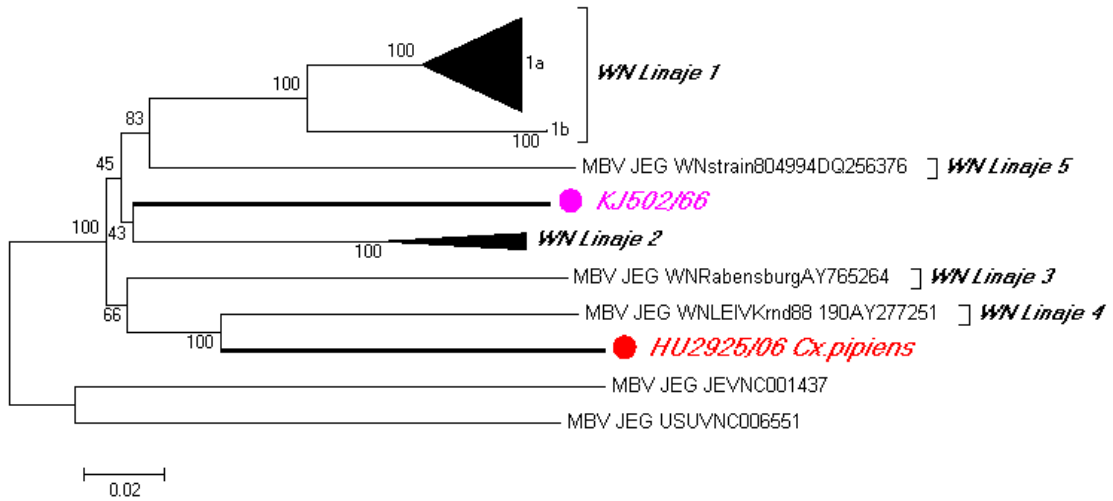 100
1a
WN Linaje 1
100
83
100
1b
45
MBV JEG WNstrain804994DQ256376
WN Linaje 5
KJ502/66
100
43
WN Linaje 2
100
MBV JEG WNRabensburgAY765264
WN Linaje 3
66
MBV JEG WNLEIVKrnd88 190AY277251
WN Linaje 4
100
HU2925/06 Cx.pipiens
MBV JEG JEVNC001437
MBV JEG USUVNC006551
0.02